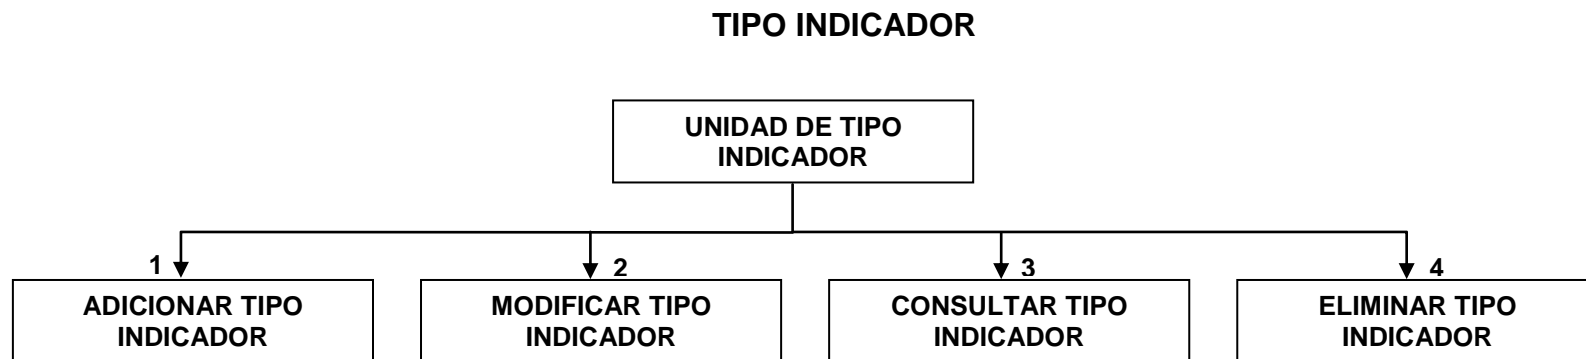 TIPO INDICADOR
UNIDAD DE TIPO
INDICADOR
1
2
3
4
ADICIONAR TIPO
INDICADOR
MODIFICAR TIPO
INDICADOR
CONSULTAR TIPO
INDICADOR
ELIMINAR TIPO
INDICADOR